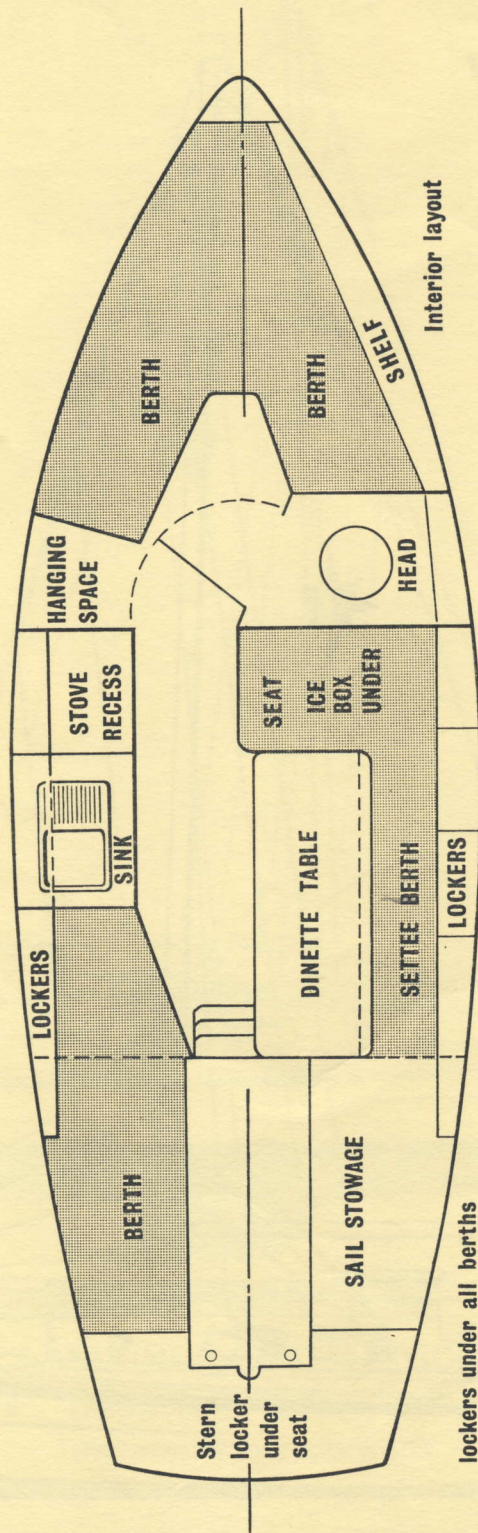 Interior layout
BERTH
BERTH
SHELF
HANGING
SPACE
HEAD
STOVE
RECESS
SEAT
ICE
BOX
UNDER
SINK
DINETTE TABLE
SETTEE BERTH
LOCKERS
LOCKERS
BERTH
SAIL STOWAGE
Stern
locker
under
seat
lockers under all berths